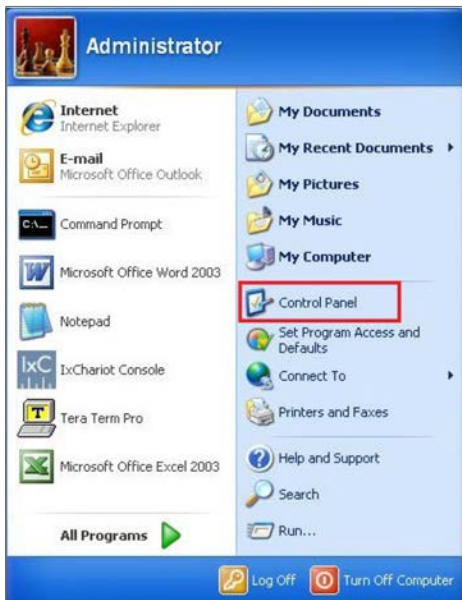 Administrator
Internet
Internet Explorer
E-mail
Microsoft Office Outlook
C:\_
Command Prompt
Microsoft Office Word 2003
Notepad
IxC
IxChariot Console
Tera Term Pro
Microsoft Office Excel 2003
All Programs
My Documents
My Recent Documents
My Pictures
My Music
My Computer
Control Panel
Set Program Access and
Defaults
Connect To
Printers and Faxes
Help and Support
Search
Run...
Log Off
Turn Off Computer